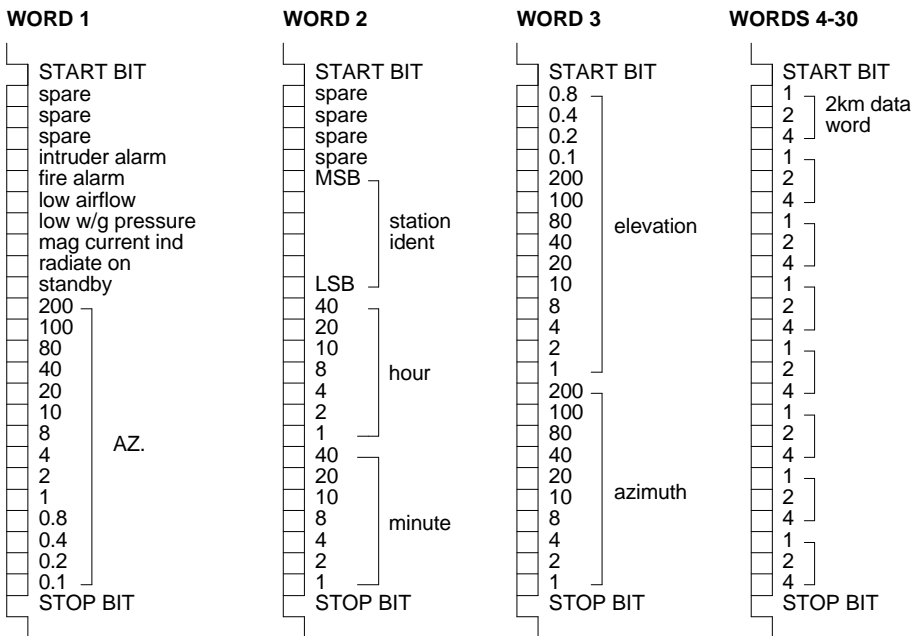 WORD 1
START BIT
spare
spare
spare
intruder alarm
fire alarm
low airflow
low w/g pressure
mag current ind
radiate on
standby
200
100
80
40
20
10
8
4
2
1
0.8
0.4
0.2
0.1
AZ.
STOP BIT
WORD 2
START BIT
spare
spare
spare
spare
MSB
station
ident
LSB
40
20
10
8
4
2
1
hour
40
20
10
8
4
2
1
minute
STOP BIT
WORD 3
START BIT
0.8
0.4
0.2
0.1
200
100
80
40
20
10
8
4
2
1
elevation
200
100
80
40
20
10
8
4
2
1
azimuth
STOP BIT
WORDS 4-30
START BIT
1
2
4
2km data
word
1
2
4
1
2
4
1
2
4
1
2
4
1
2
4
1
2
4
1
2
4
STOP BIT